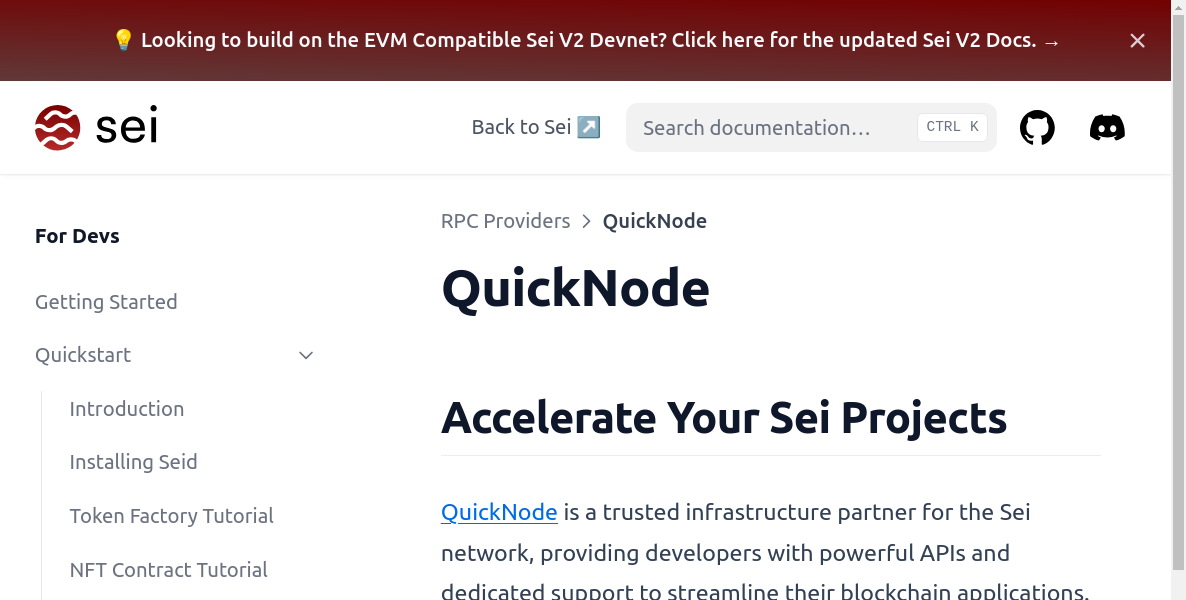 💡 Looking to build on the EVM Compatible Sei V2 Devnet? Click here for the updated Sei V2 Docs. →
sei
Back to Sei ↗️
Search documentation…
CTRL K
For Devs
Getting Started
Quickstart
Introduction
Installing Seid
Token Factory Tutorial
NFT Contract Tutorial
RPC Providers > QuickNode
QuickNode
Accelerate Your Sei Projects
QuickNode is a trusted infrastructure partner for the Sei
network, providing developers with powerful APIs and
dedicated support to streamline their blockchain applications.